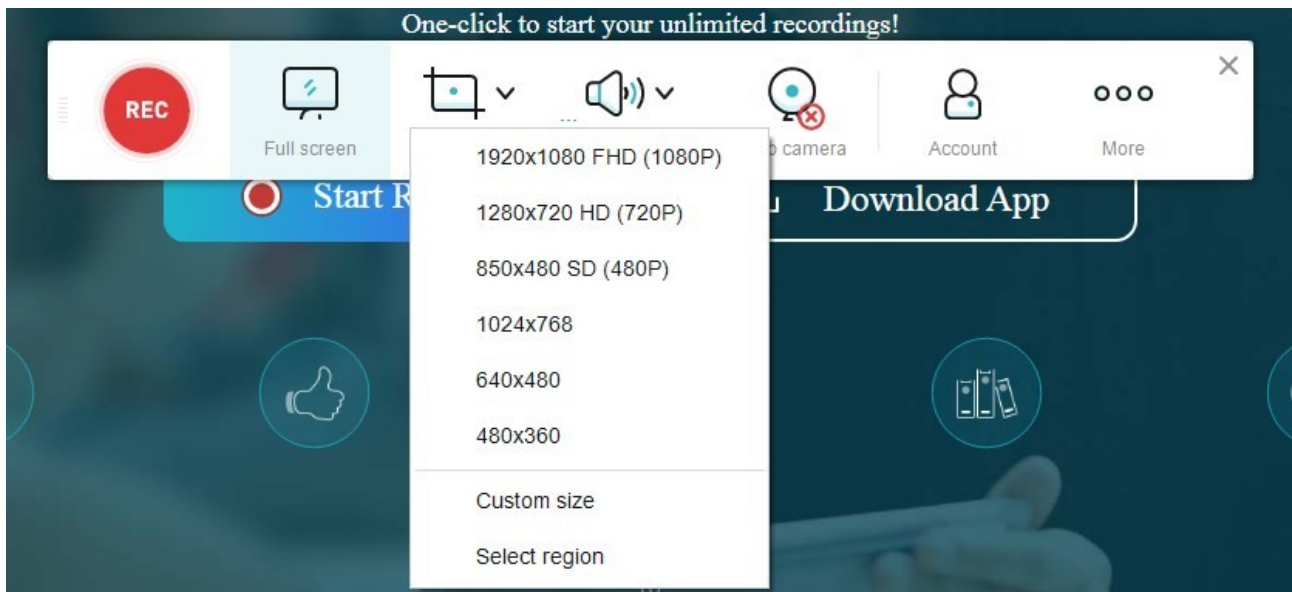 One-click to start your unlimited recordings!
REC
Full screen
camera
Account
More
Start R
Download App
1920x1080 FHD (1080P)
1280x720 HD (720P)
850x480 SD (480P)
1024x768
640x480
480x360
Custom size
Select region